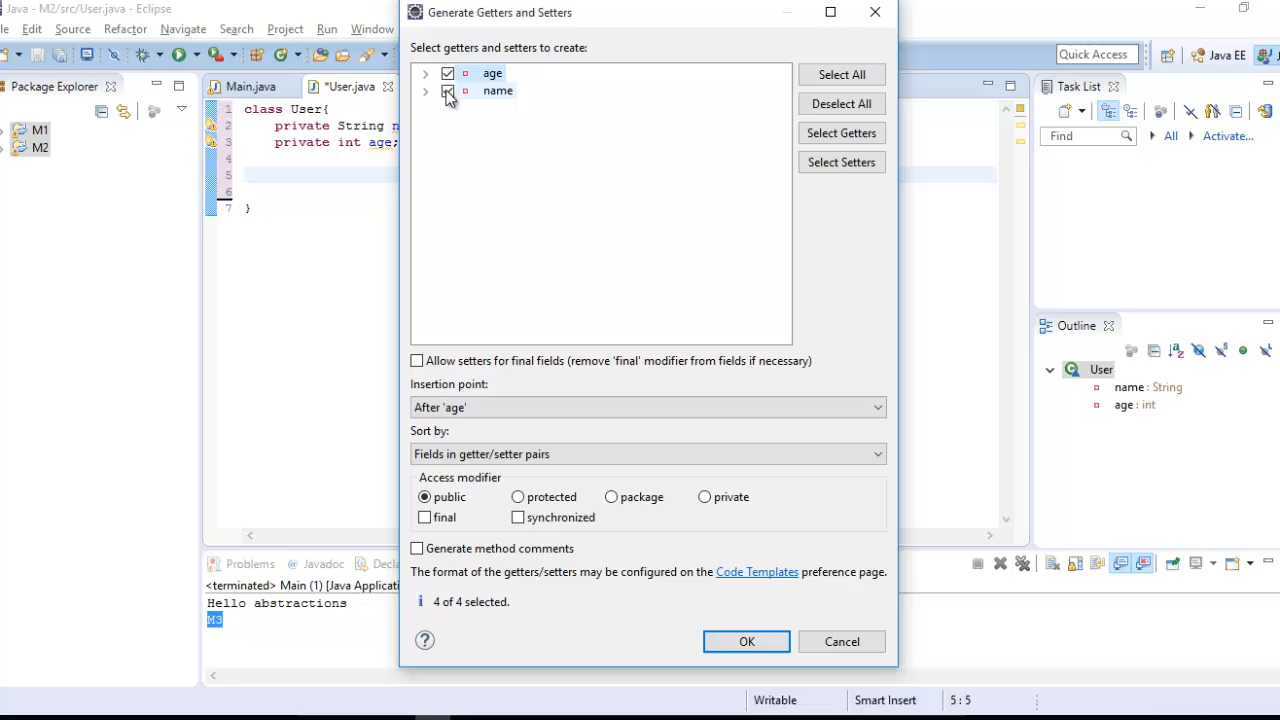 Java - M2/src/User.java - Eclipse
Edit Source Refactor Navigate Search Project Run
Quick Access
Java EE
Package Explorer
M1
M2
Main.java
*User.java
1 class User{
2 private String
3 private int age;
4
5
6
7 }
Generate Getters and Setters
Select getters and setters to create:
age
name
Select All
Deselect All
Select Getters
Select Setters
Allow setters for final fields (remove 'final' modifier from fields if necessary)
Insertion point:
After 'age'
Sort by:
Fields in getter/setter pairs
Access modifier
public protected package private
final synchronized
Generate method comments
The format of the getters/setters may be configured on the Code Templates preference page.
4 of 4 selected.
OK Cancel
Task List
Find All Activate...
Outline
User
name : String
age : int
Problems @ Javadoc
<terminated> Main (1) [Java
Hello abstractions
M3
Writable Smart Insert 5 : 5